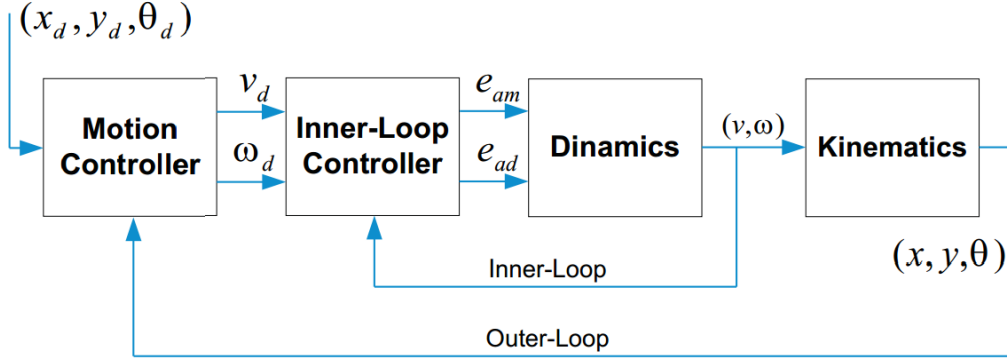 (x_d, y_d, θ_d)
Motion
Controller
v_d
ω_d
Inner-Loop
Controller
e_am
e_ad
Dinamics
(v,ω)
Kinematics
(x, y, θ)
Inner-Loop
Outer-Loop